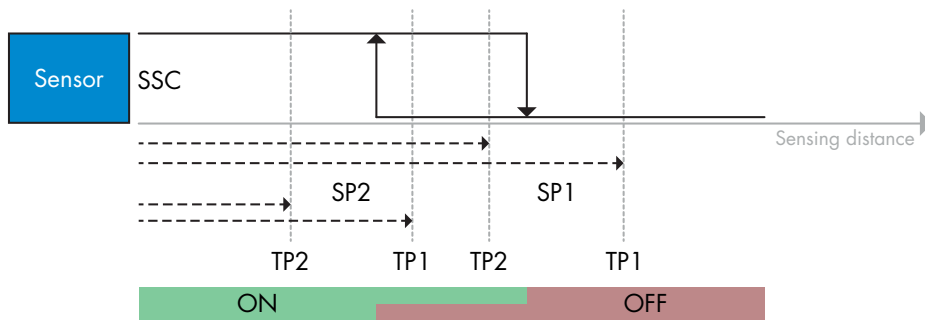 Sensor
SSC
Sensing distance
SP2
SP1
TP2
TP1
TP2
TP1
ON
OFF